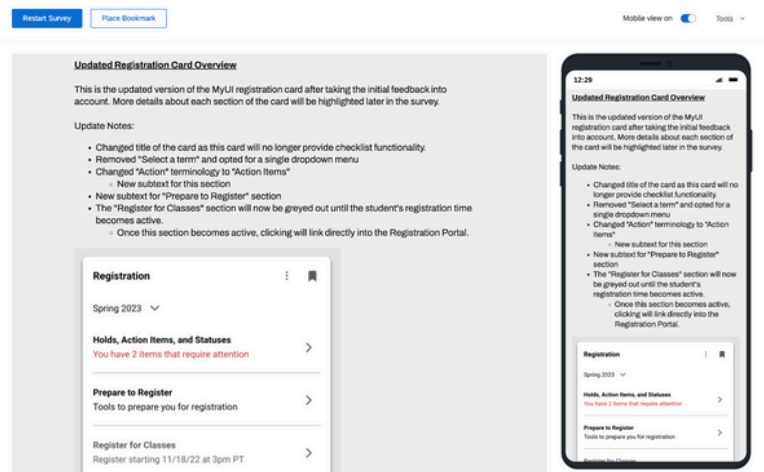 Restart Survey
Place Bookmark
Mobile view on
Tools
Updated Registration Card Overview
This is the updated version of the MyUI registration card after taking the initial feedback into
account. More details about each section of the card will be highlighted later in the survey.
Update Notes:
• Changed title of the card as this card will no longer provide checklist functionality.
• Removed "Select a term" and opted for a single dropdown menu
• Changed "Action" terminology to "Action Items"
◦ New subtext for this section
• New subtext for "Prepare to Register" section
• The "Register for Classes" section will now be greyed out until the student's registration time
becomes active.
◦ Once this section becomes active, clicking will link directly into the Registration Portal.
Registration
Spring 2023
Holds, Action Items, and Statuses
You have 2 items that require attention
Prepare to Register
Tools to prepare you for registration
Register for Classes
Register starting 11/18/22 at 3pm PT
12:29
Updated Registration Card Overview
This is the updated version of the MyUI
registration card after taking the initial feedback
into account. More details about each section of
the card will be highlighted later in the survey.
Update Notes:
• Changed title of the card as this card will no
longer provide checklist functionality.
• Removed "Select a term" and opted for a
single dropdown menu
• Changed "Action" terminology to "Action
Items"
◦ New subtext for this section
• New subtext for "Prepare to Register"
section
• The "Register for Classes" section will now
be greyed out until the student's
registration time becomes active.
◦ Once this section becomes active,
clicking will link directly into the
Registration Portal.
Registration
Spring 2023
Holds, Action Items, and Statuses
You have 2 items that require attention
Prepare to Register
Tools to prepare you for registration
Register for Classes